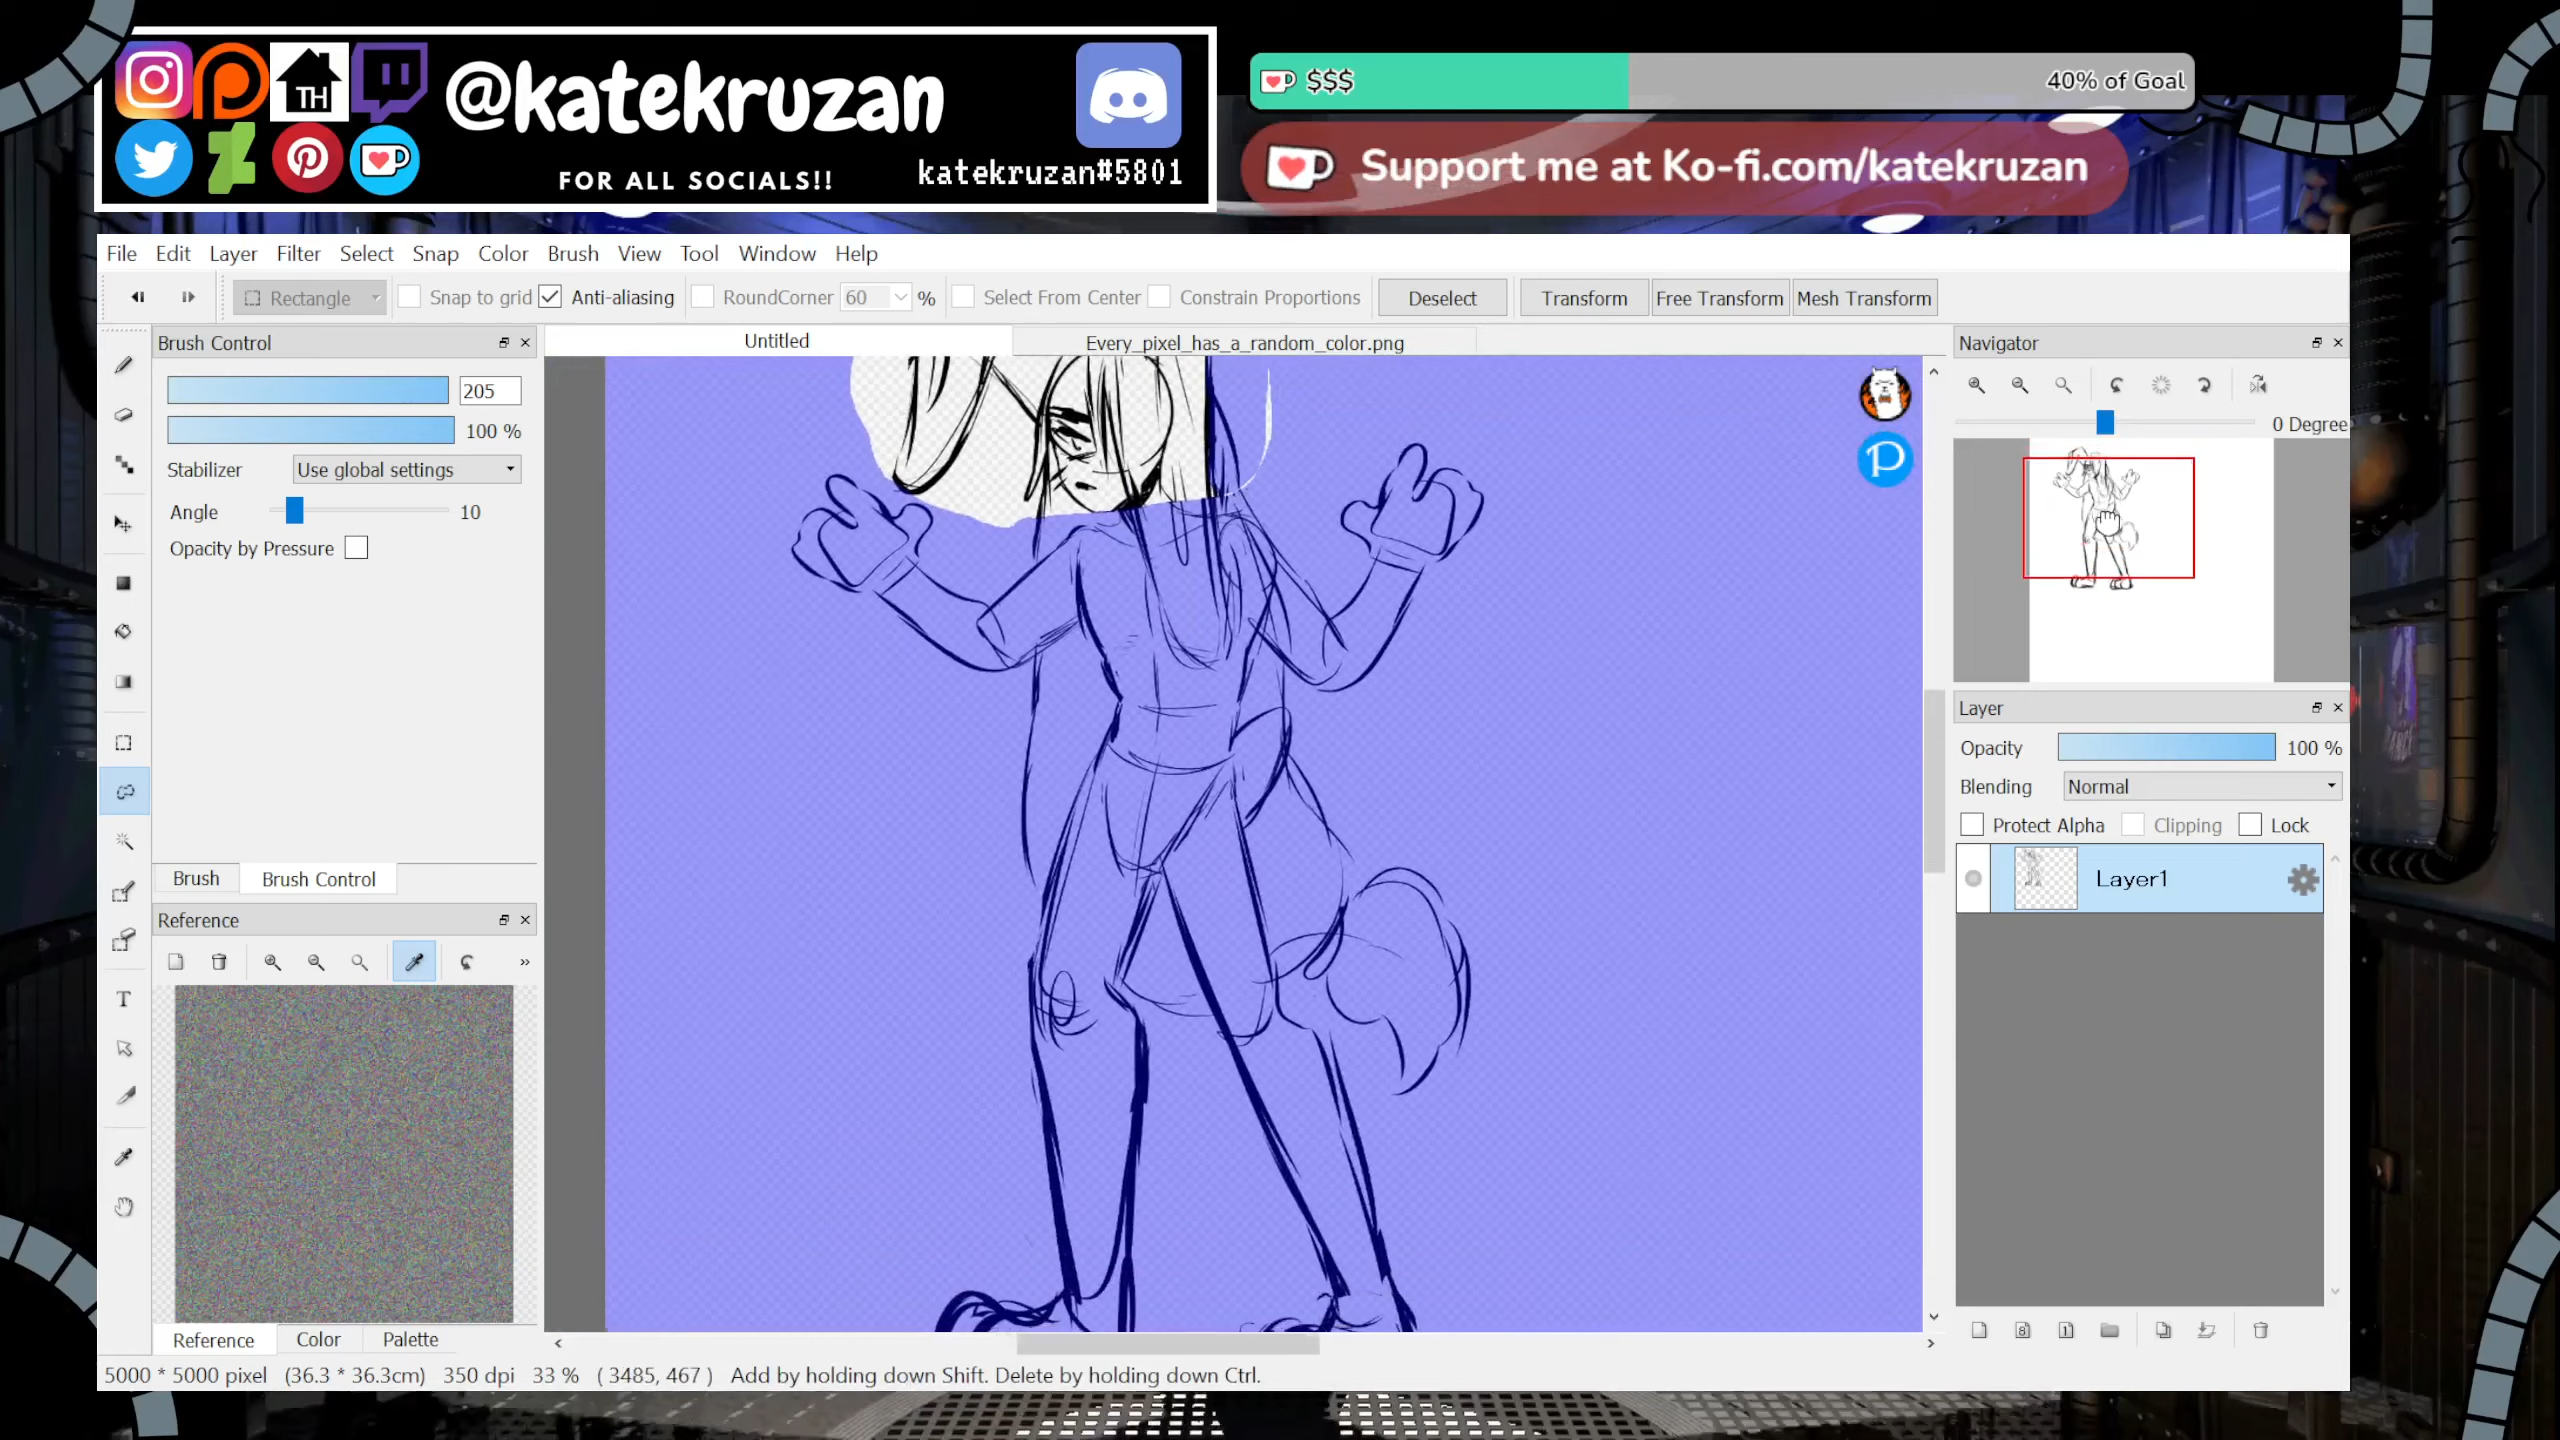 TH
@katekruzan
FOR ALL SOCIALS!!
katekruzan#5801
$$$
40% of Goal
Support me at Ko-fi.com/katekruzan
File Edit Layer Filter Select Snap Color Brush View Tool Window Help
Rectangle Snap to grid Anti-aliasing RoundCorner 60 % Select From Center Constrain Proportions Deselect Transform Free Transform Mesh Transform
Brush Control
Untitled
Every_pixel_has_a_random_color.png
Navigator
205
100 %
Stabilizer Use global settings
Angle 10
Opacity by Pressure
0 Degree
P
Layer
Opacity 100 %
Blending Normal
Protect Alpha Clipping Lock
Layer1
Brush Brush Control
Reference
T
8
1
Reference Color Palette
5000 * 5000 pixel (36.3 * 36.3cm) 350 dpi 33 % ( 3485, 467 ) Add by holding down Shift. Delete by holding down Ctrl.